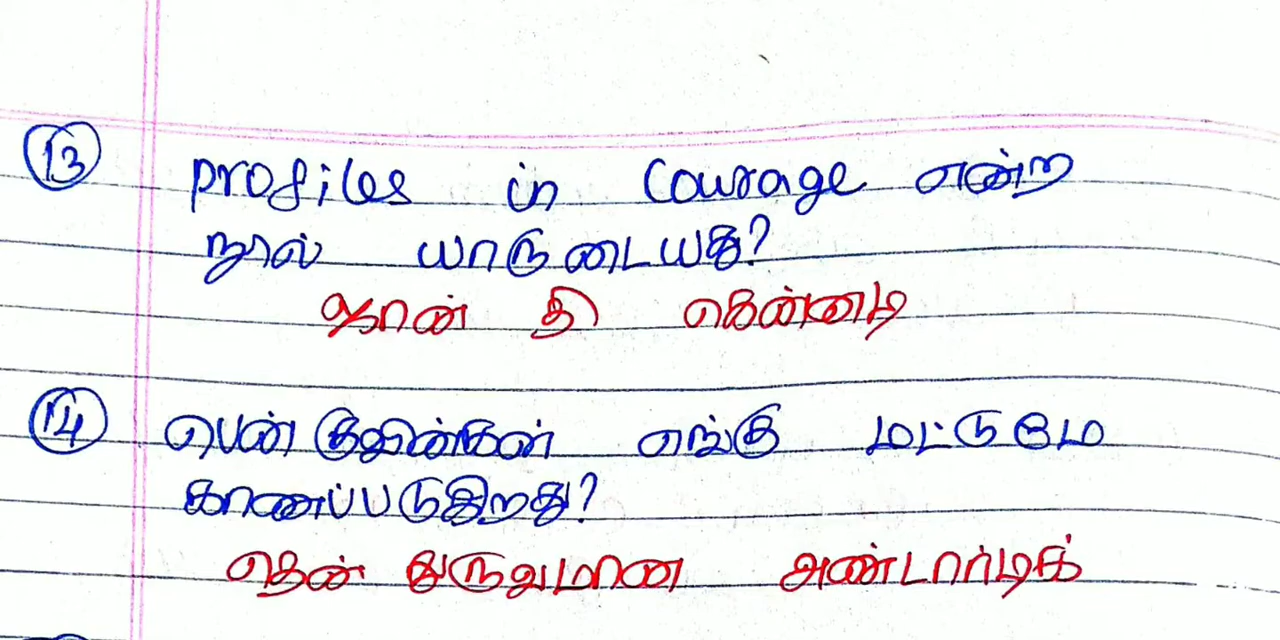 13 Profiles in Courage என்ற
நூல் யாருடையது?
ஜான் தி கென்னடி
14 பென்குயின்கள் எங்கு மட்டுமே
காணப்படுகிறது?
தென் துருவமான அண்டார்டிக்